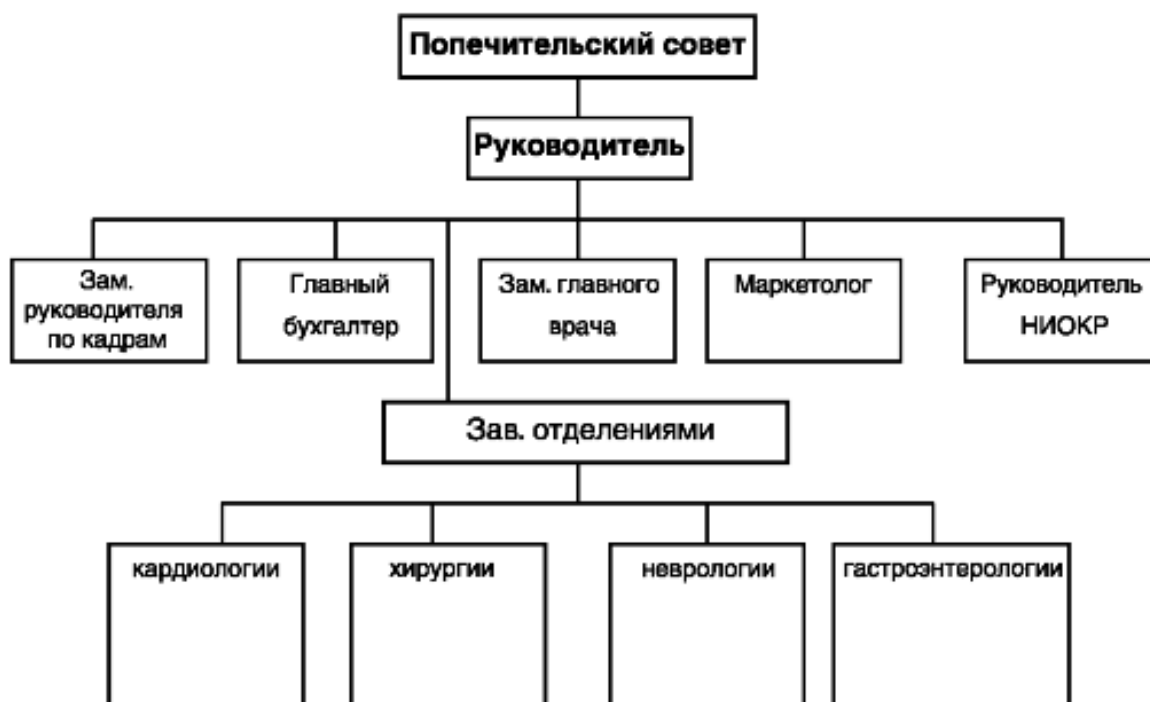 Попечительский совет
Руководитель
Зам.
руководителя
по кадрам
Главный
бухгалтер
Зам. главного
врача
Маркетолог
Руководитель
НИОКР
Зав. отделениями
кардиологии
хирургии
неврологии
гастроэнтерологии